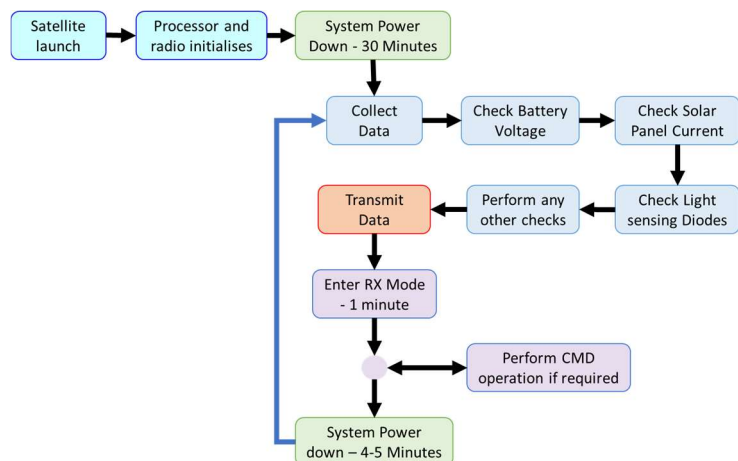 Satellite
launch
Processor and
radio initialises
System Power
Down - 30 Minutes
Collect
Data
Check Battery
Voltage
Check Solar
Panel Current
Check Light
sensing Diodes
Perform any
other checks
Transmit
Data
Enter RX Mode
- 1 minute
Perform CMD
operation if required
System Power
down – 4-5 Minutes